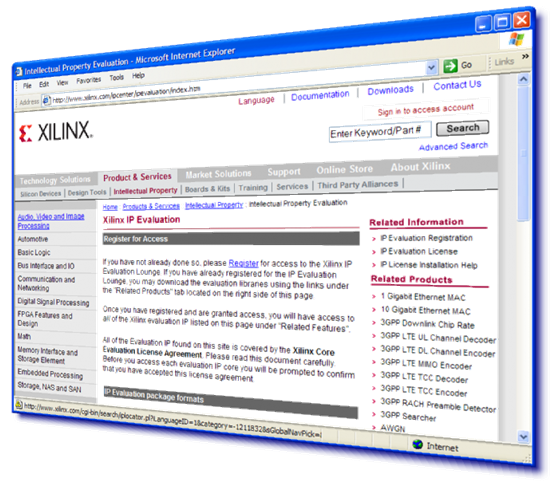 Intellectual Property Evaluation - Microsoft Internet Explorer
File Edit View Favorites Tools Help
Address http://www.xilinx.com/ipcenter/ipevaluation/index.htm Go Links »
Language | Documentation | Downloads | Contact Us
Sign in to access account
XILINX®
Enter Keyword/Part # Search
Advanced Search
Technology Solutions Product & Services Market Solutions Support Online Store About Xilinx
Silicon Devices | Design Tools | Intellectual Property | Boards & Kits | Training | Services | Third Party Alliances |
Home : Products & Services : Intellectual Property : Intellectual Property Evaluation
Audio, Video and Image
Processing
Automotive
Basic Logic
Bus Interface and IO
Communication and
Networking
Digital Signal Processing
FPGA Features and
Design
Math
Memory Interface and
Storage Element
Embedded Processing
Storage, NAS and SAN
Xilinx IP Evaluation
Register for Access
If you have not already done so, please Register for access to the Xilinx IP
Evaluation Lounge. If you have already registered for the IP Evaluation
Lounge, you may download the evaluation libraries using the links under
the "Related Products" tab located on the right side of this page
Once you have registered and are granted access, you will have access to
all of the Xilinx evaluation IP listed on this page under "Related Features".
All of the Evaluation IP found on this site is covered by the Xilinx Core
Evaluation License Agreement. Please read this document carefully.
Before you access each evaluation IP core you will be prompted to confirm
that you have accepted this license agreement.
IP Evaluation package formats
Related Information
IP Evaluation Registration
IP Evaluation License
IP License Installation Help
Related Products
1 Gigabit Ethernet MAC
10 Gigabit Ethernet MAC
3GPP Downlink Chip Rate
3GPP LTE UL Channel Decoder
3GPP LTE DL Channel Encoder
3GPP LTE MIMO Encoder
3GPP LTE TCC Decoder
3GPP LTE TCC Encoder
3GPP RACH Preamble Detector
3GPP Searcher
AWGN
http://www.xilinx.com/cgi-bin/search/iplocator.pl?LanguageID=1&category=-1211832&sGlobalNavPick=
Internet